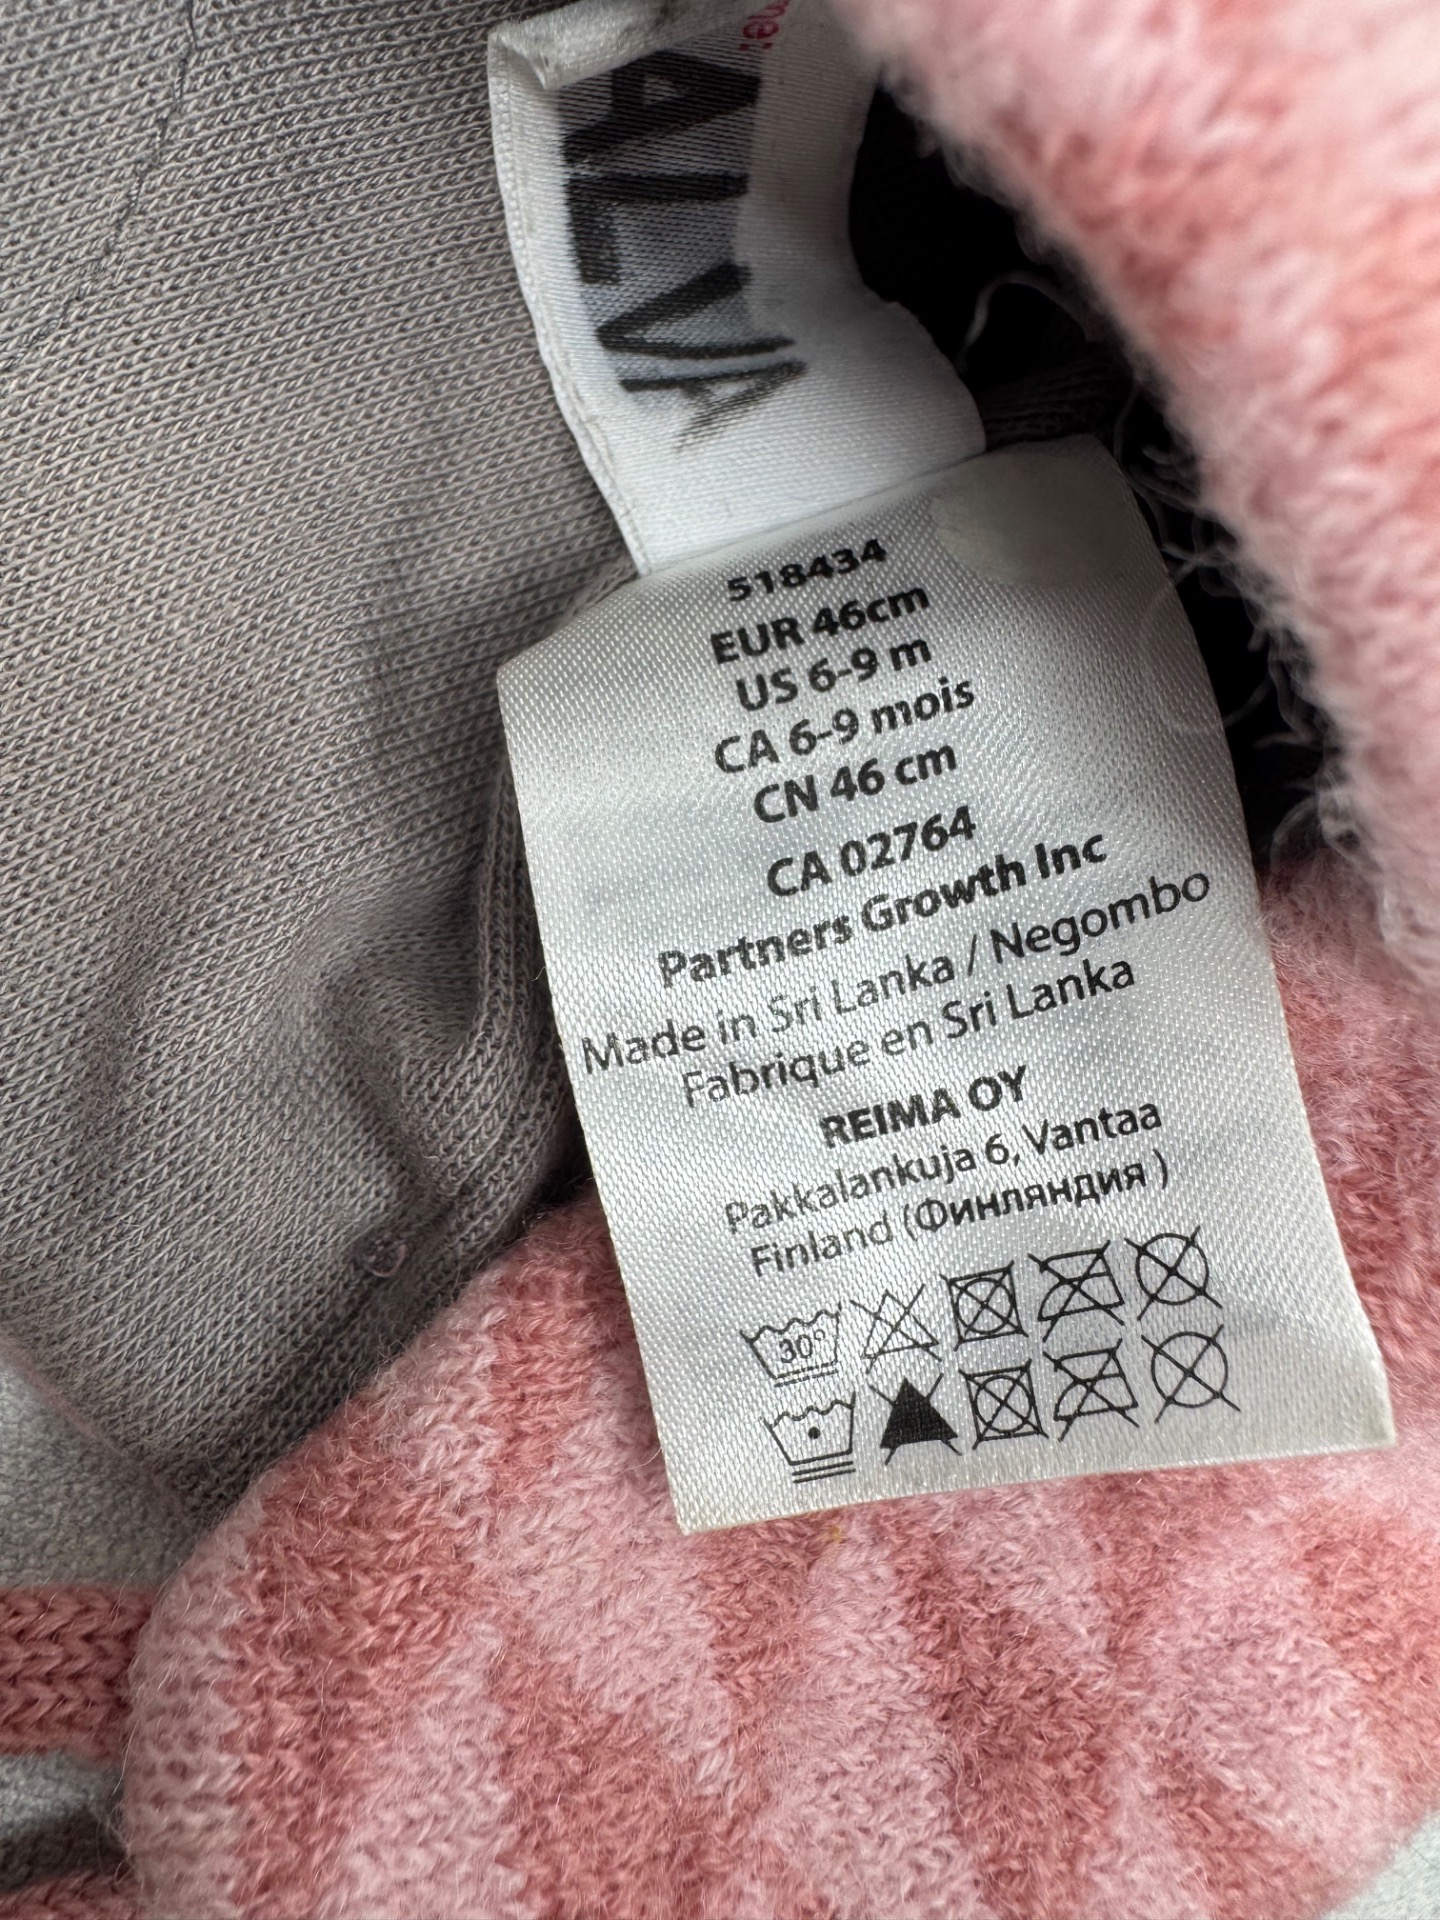 me:
ALVA
518434
EUR 46cm
US 6-9 m
CA 6-9 mois
CN 46 cm
CA 02764
Partners Growth Inc
Made in Sri Lanka / Negombo
Fabrique en Sri Lanka
REIMA OY
Pakkalankuja 6, Vantaa
Finland (Финляндия )
30°